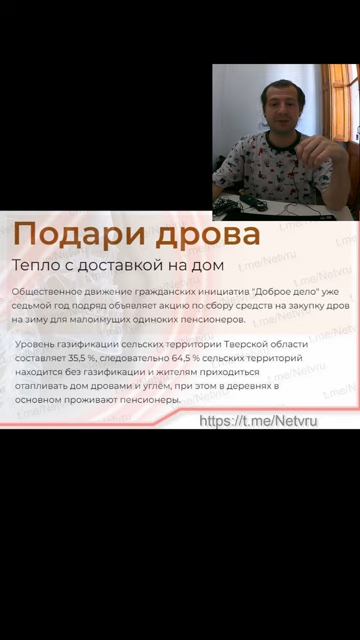 Подари дрова
Тепло с доставкой на дом
Общественное движение гражданских инициатив "Доброе дело" уже
седьмой год подряд объявляет акцию по сбору средств на закупку дров
на зиму для малоимущих одиноких пенсионеров.
Уровень газификации сельских территории Тверской области
составляет 35,5 %, следовательно 64,5 % сельских территорий
находится без газификации и жителям приходиться
отапливать дом дровами и углём, при этом в деревнях в
основном проживают пенсионеры.
https://t.me/Netvru